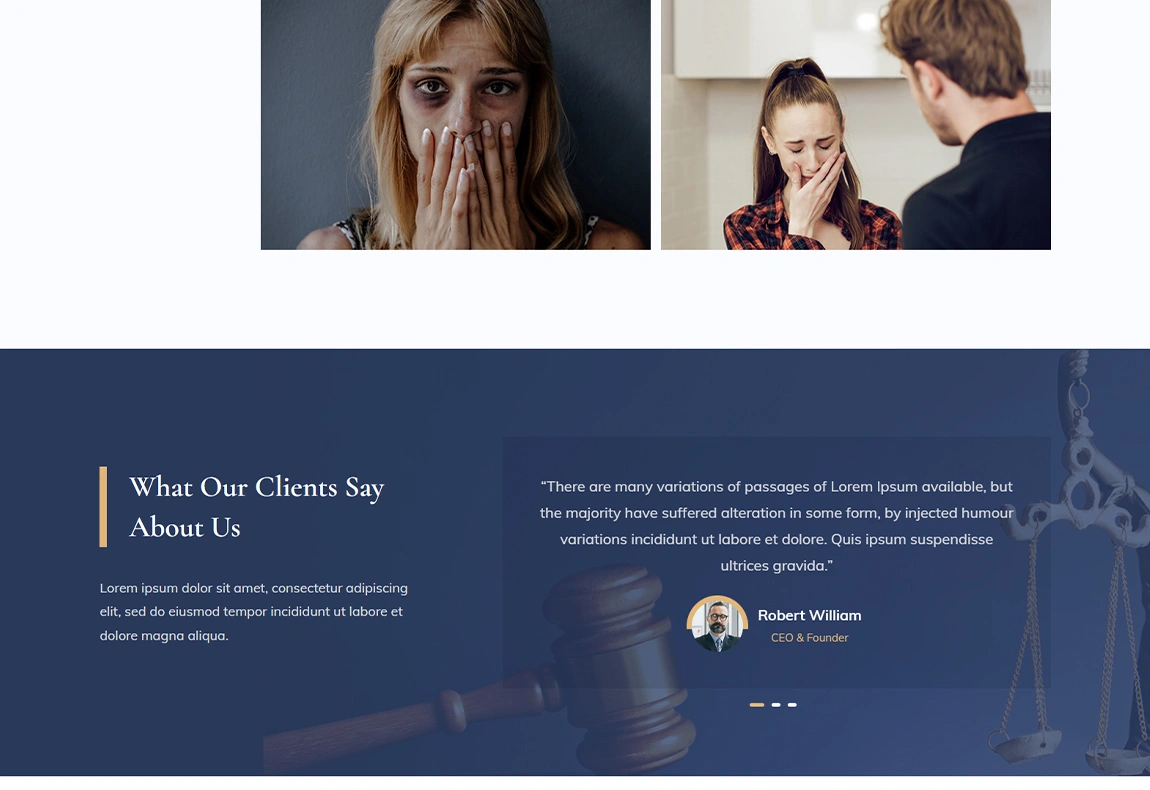 What Our Clients Say
About Us
Lorem ipsum dolor sit amet, consectetur adipiscing
elit, sed do eiusmod tempor incididunt ut labore et
dolore magna aliqua.
“There are many variations of passages of Lorem Ipsum available, but
the majority have suffered alteration in some form, by injected humour
variations incididunt ut labore et dolore. Quis ipsum suspendisse
ultrices gravida.”
Robert William
CEO & Founder